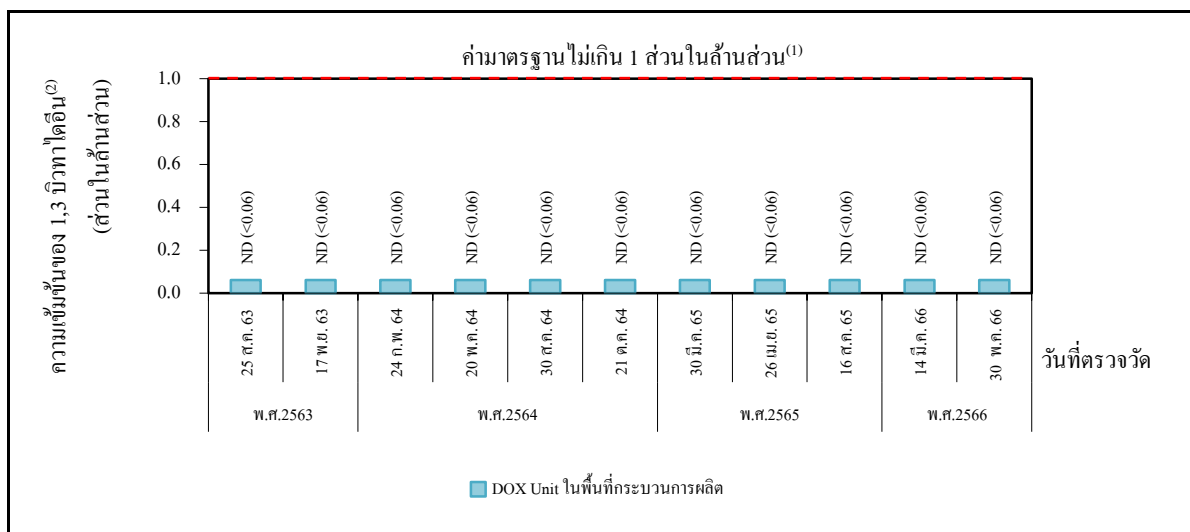 ค่ามาตรฐานไม่เกิน 1 ส่วนในล้านส่วน(1)
ความเข้มข้นของ 1,3 บิวทาไดอีน(2)
(ส่วนในล้านส่วน)
1.0
0.8
0.6
0.4
0.2
0.0
ND (<0.06)
ND (<0.06)
ND (<0.06)
ND (<0.06)
ND (<0.06)
ND (<0.06)
ND (<0.06)
ND (<0.06)
ND (<0.06)
ND (<0.06)
ND (<0.06)
25 ส.ค. 63
17 พ.ย. 63
24 ก.พ. 64
20 พ.ค. 64
30 ส.ค. 64
21 ต.ค. 64
30 มี.ค. 65
26 เม.ย. 65
16 ส.ค. 65
14 มี.ค. 66
30 พ.ค. 66
วันที่ตรวจวัด
พ.ศ.2563
พ.ศ.2564
พ.ศ.2565
พ.ศ.2566
DOX Unit ในพื้นที่กระบวนการผลิต